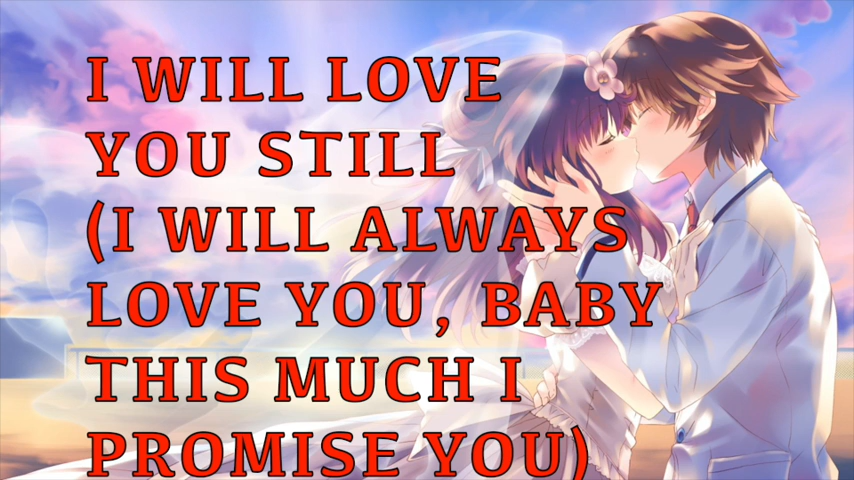 I WILL LOVE
YOU STILL
(I WILL ALWAYS
LOVE YOU, BABY
THIS MUCH I
PROMISE YOU)